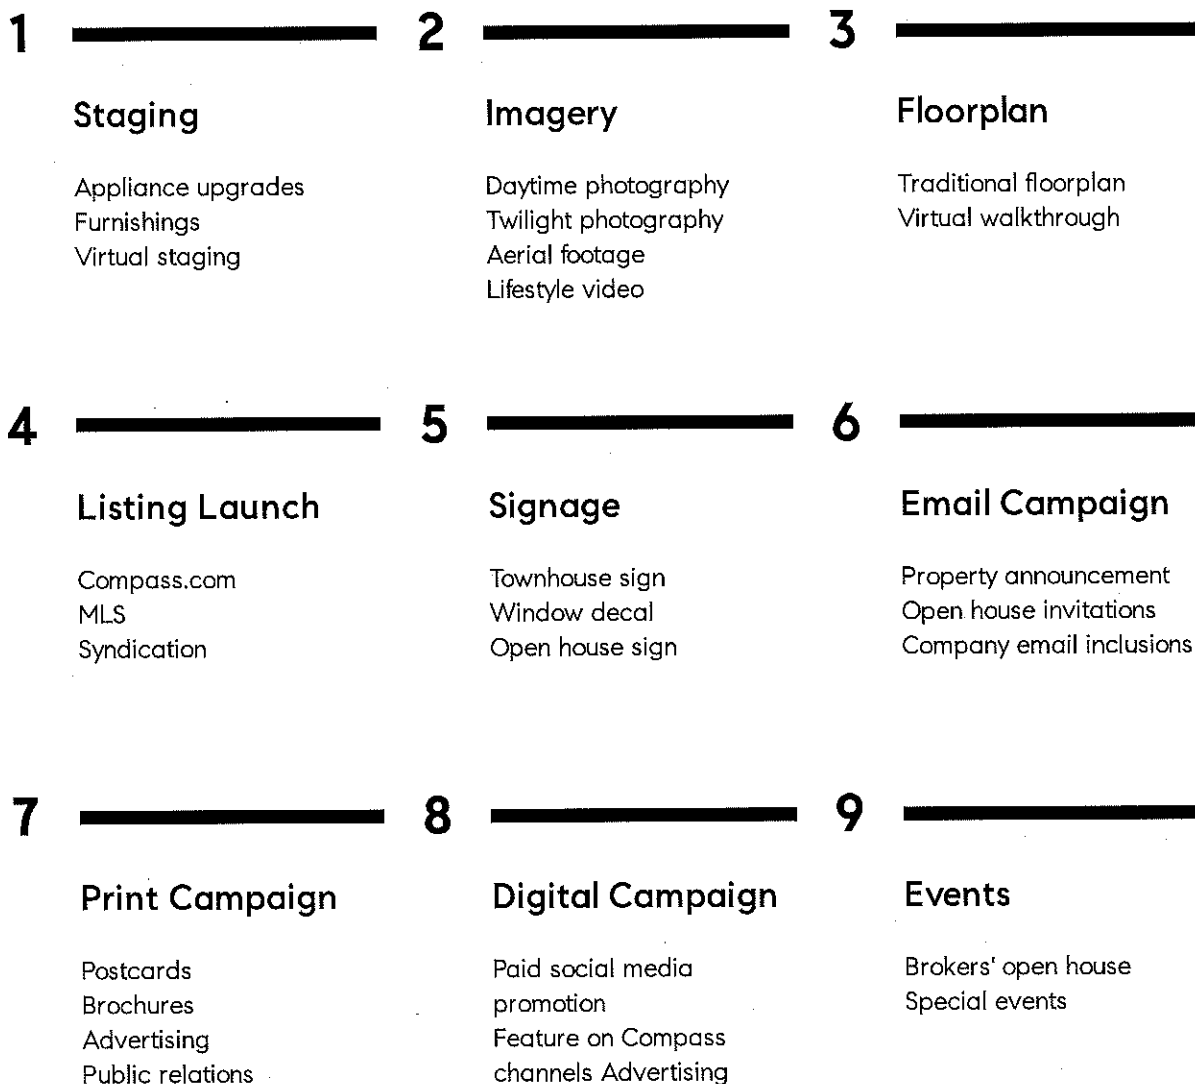 1
Staging
Appliance upgrades
Furnishings
Virtual staging
2
Imagery
Daytime photography
Twilight photography
Aerial footage
Lifestyle video
3
Floorplan
Traditional floorplan
Virtual walkthrough
4
Listing Launch
Compass.com
MLS
Syndication
5
Signage
Townhouse sign
Window decal
Open house sign
6
Email Campaign
Property announcement
Open house invitations
Company email inclusions
7
Print Campaign
Postcards
Brochures
Advertising
Public relations
8
Digital Campaign
Paid social media
promotion
Feature on Compass
channels Advertising
9
Events
Brokers' open house
Special events